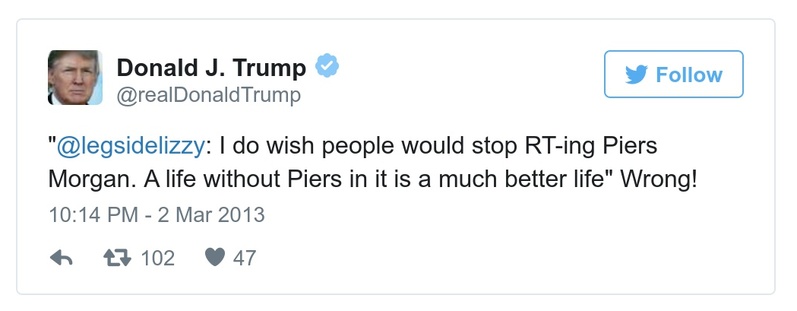 Donald J. Trump
@realDonaldTrump
Follow
"@legsidelizzy: I do wish people would stop RT-ing Piers
Morgan. A life without Piers in it is a much better life" Wrong!
10:14 PM - 2 Mar 2013
102 47